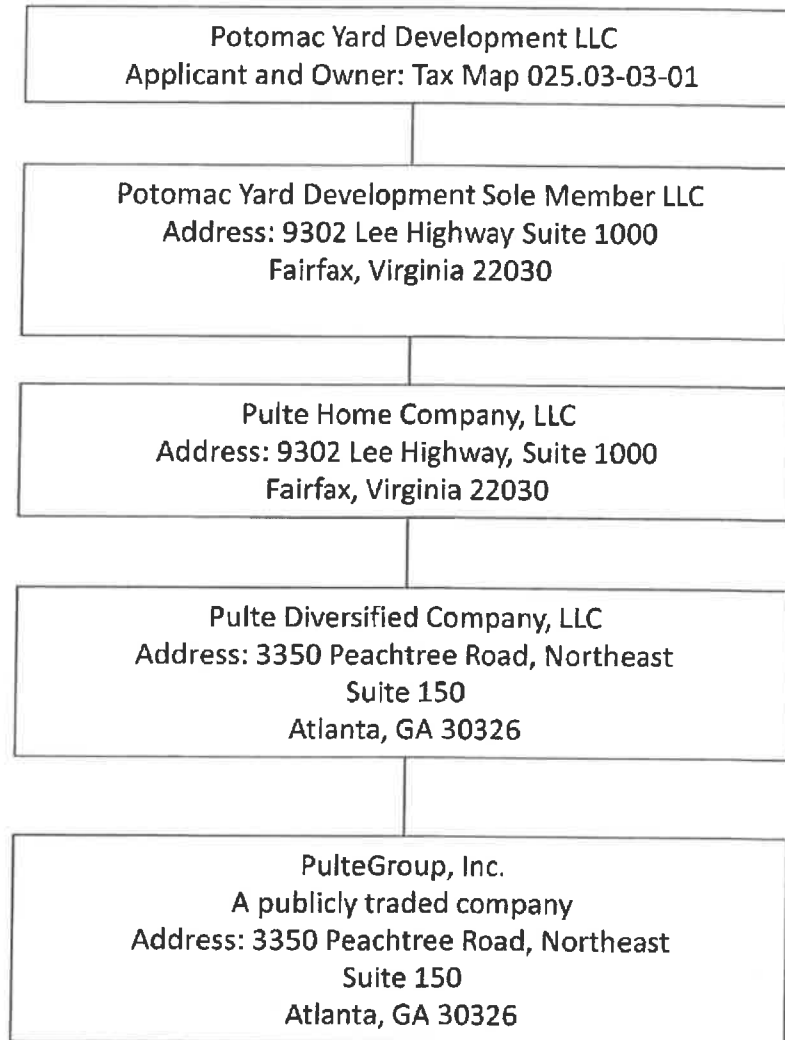 Potomac Yard Development LLC
Applicant and Owner: Tax Map 025.03-03-01
Potomac Yard Development Sole Member LLC
Address: 9302 Lee Highway Suite 1000
Fairfax, Virginia 22030
Pulte Home Company, LLC
Address: 9302 Lee Highway, Suite 1000
Fairfax, Virginia 22030
Pulte Diversified Company, LLC
Address: 3350 Peachtree Road, Northeast
Suite 150
Atlanta, GA 30326
PulteGroup, Inc.
A publicly traded company
Address: 3350 Peachtree Road, Northeast
Suite 150
Atlanta, GA 30326